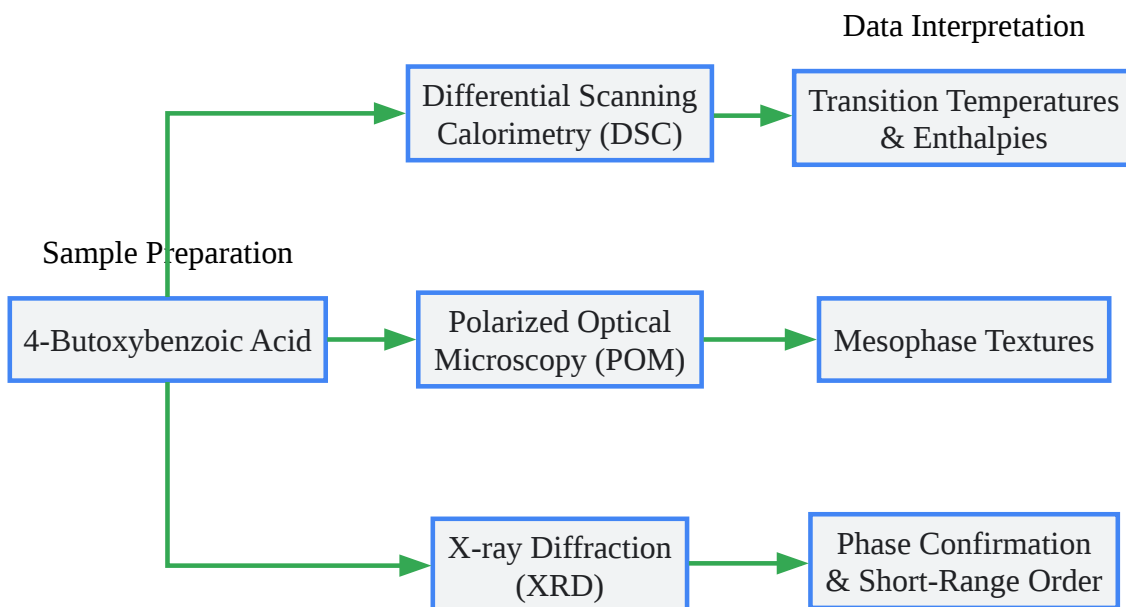 Data Interpretation
Differential Scanning
Calorimetry (DSC)
Transition Temperatures
& Enthalpies
Sample Preparation
4-Butoxybenzoic Acid
Polarized Optical
Microscopy (POM)
Mesophase Textures
X-ray Diffraction
(XRD)
Phase Confirmation
& Short-Range Order